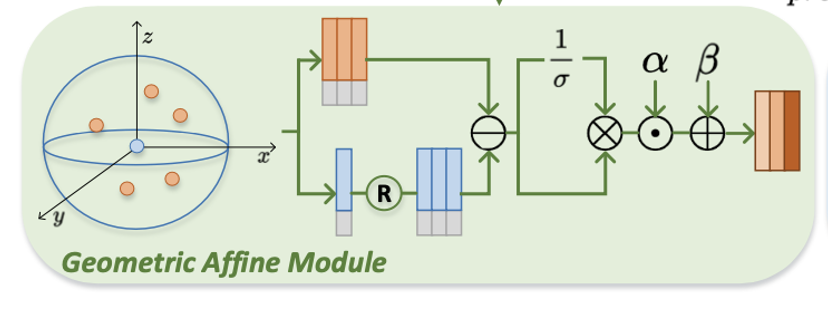 z
x
y
R
1
σ
α
β
Geometric Affine Module